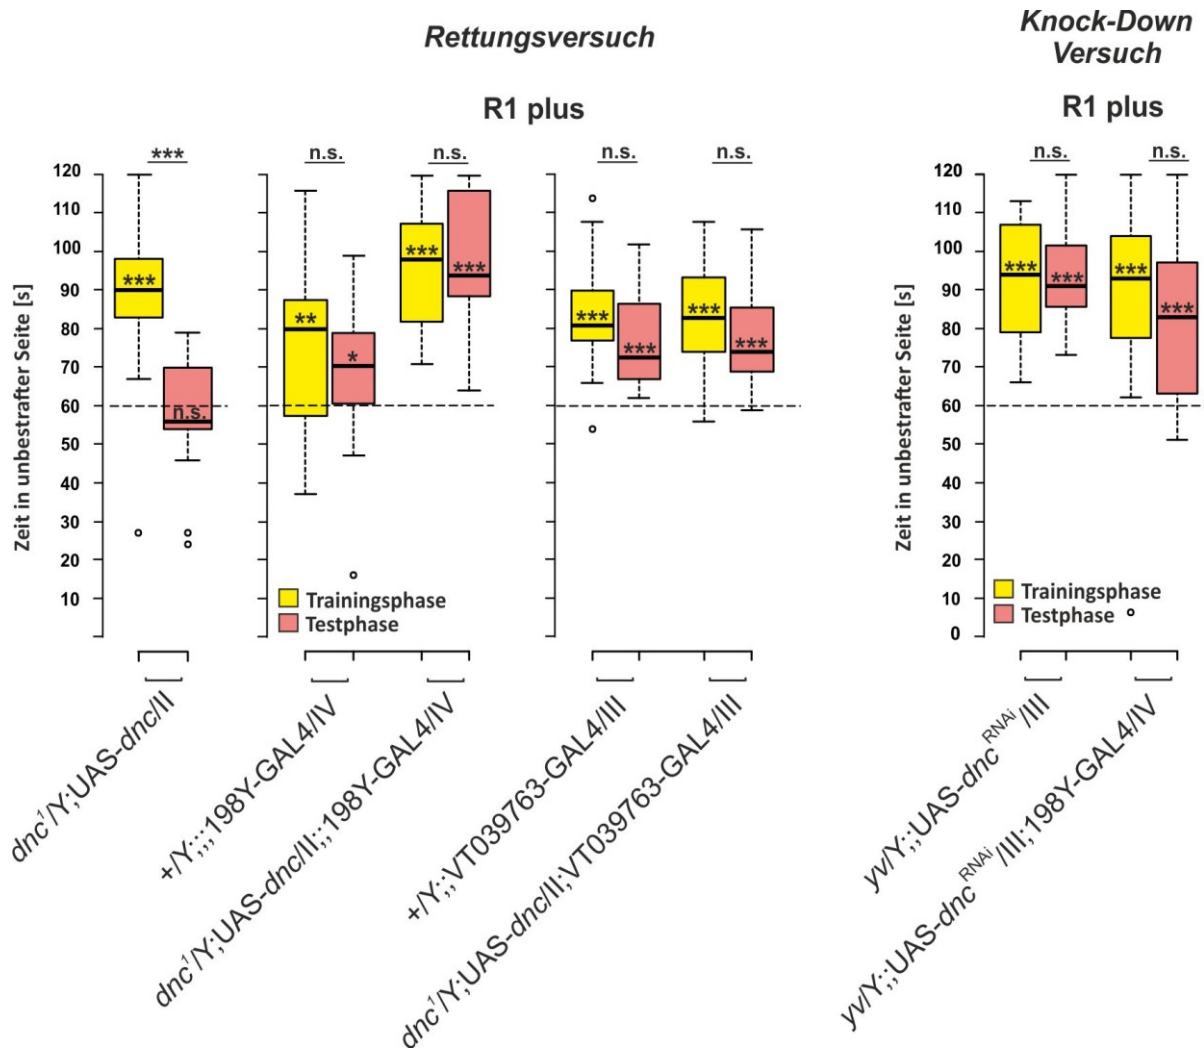 Rettungsversuch
Knock-Down
Versuch
R1 plus
R1 plus
Zeit in unbestrafter Seite [s]
120
110
100
90
80
70
60
50
40
30
20
10
***
***
n.s.
n.s.
n.s.
**
*
***
***
Trainingsphase
Testphase
n.s.
n.s.
***
***
***
***
Zeit in unbestrafter Seite [s]
120
110
100
90
80
70
60
50
40
30
20
10
0
n.s.
n.s.
***
***
***
***
Trainingsphase
Testphase
dnc¹/Y;UAS-dnc/II
+/Y;;;198Y-GAL4/IV
dnc¹/Y;UAS-dnc/II;;198Y-GAL4/IV
+/Y;;VT039763-GAL4/III
dnc¹/Y;UAS-dnc/II;VT039763-GAL4/III
yv/Y;;UAS-dnc RNAi/III
yv/Y;;UAS-dnc RNAi/III;198Y-GAL4/IV